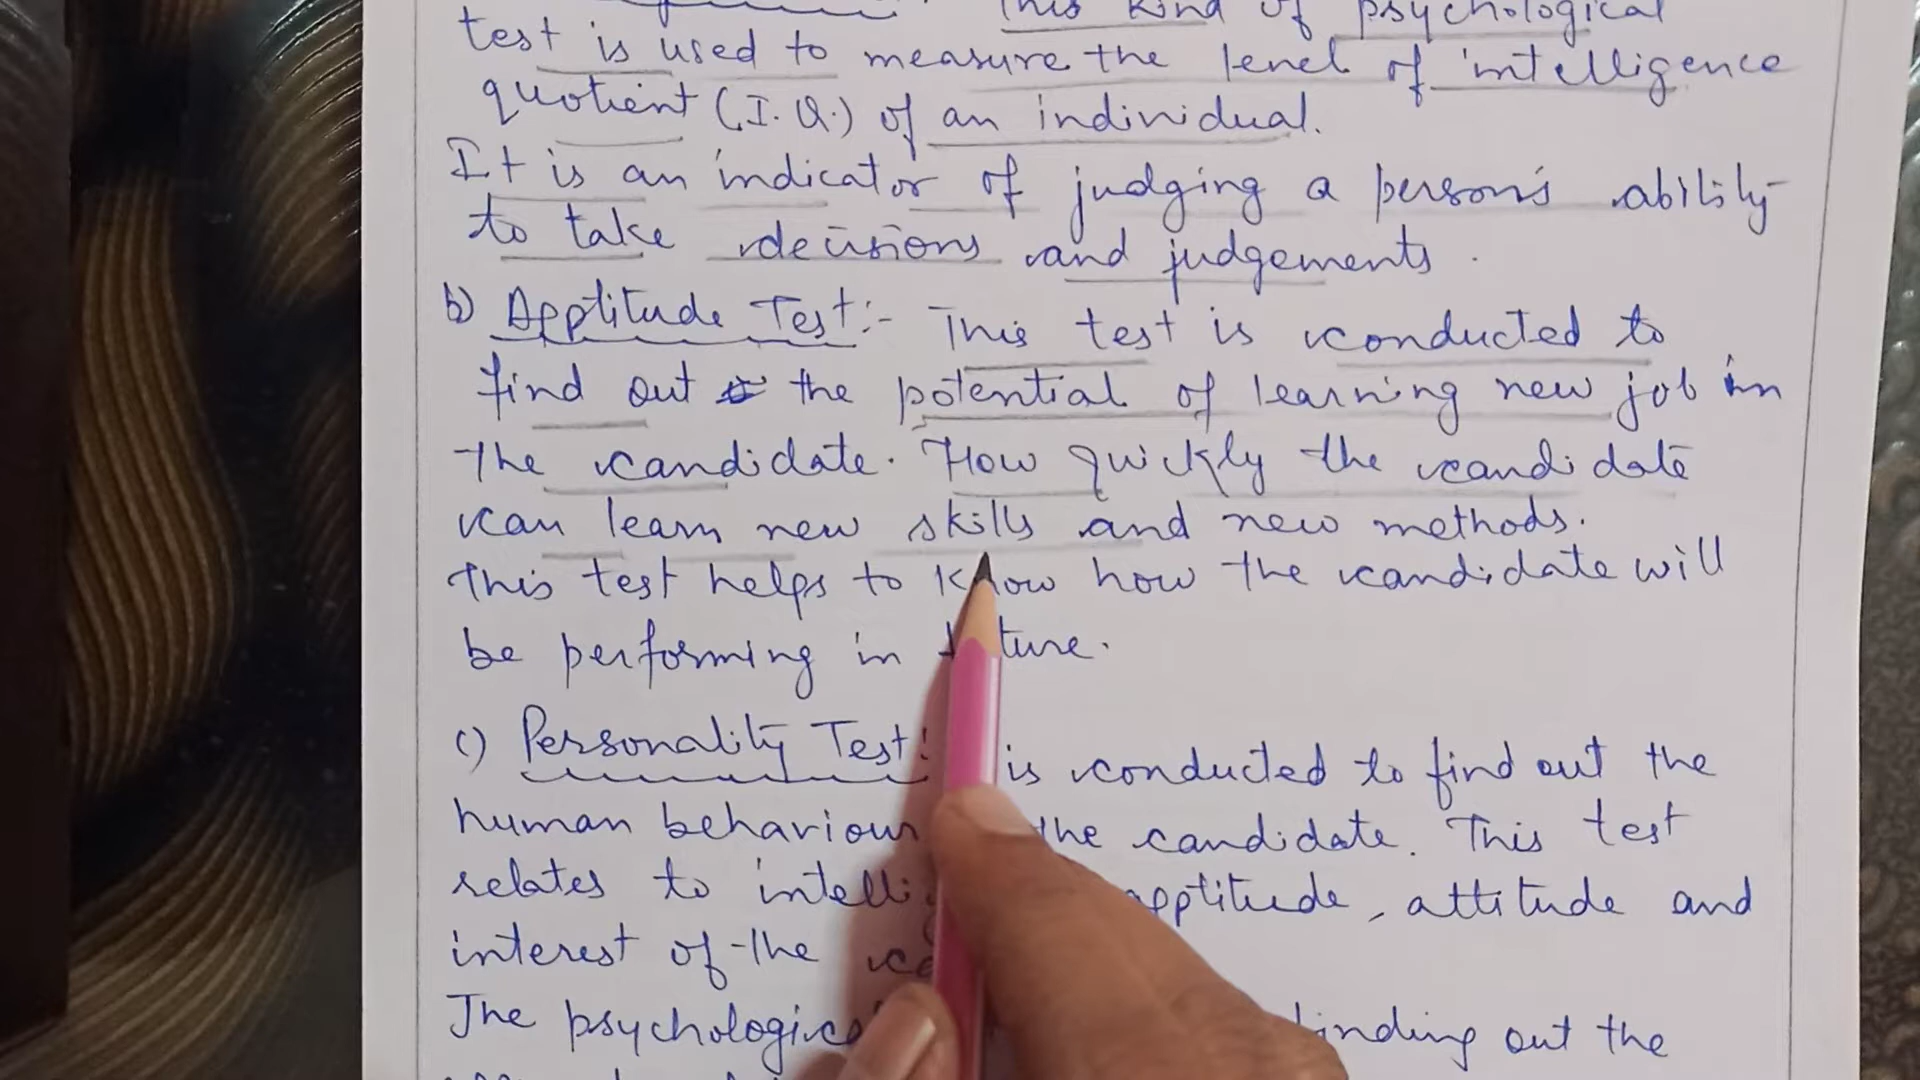 This kind of psychological
test is used to measure the level of intelligence
quotient (I.Q.) of an individual.
It is an indicator of judging a person's ability
to take decisions and judgements.
b) Apptitude Test:- This test is conducted to
find out the potential of learning new job in
the candidate. How quickly the candidate
can learn new skills and new methods.
This test helps to know how the candidate will
be performing in
c) Personality Test: is conducted to find out the
human behaviour the candidate. This test
relates to apptitude, attitude and
interest of the
The out the